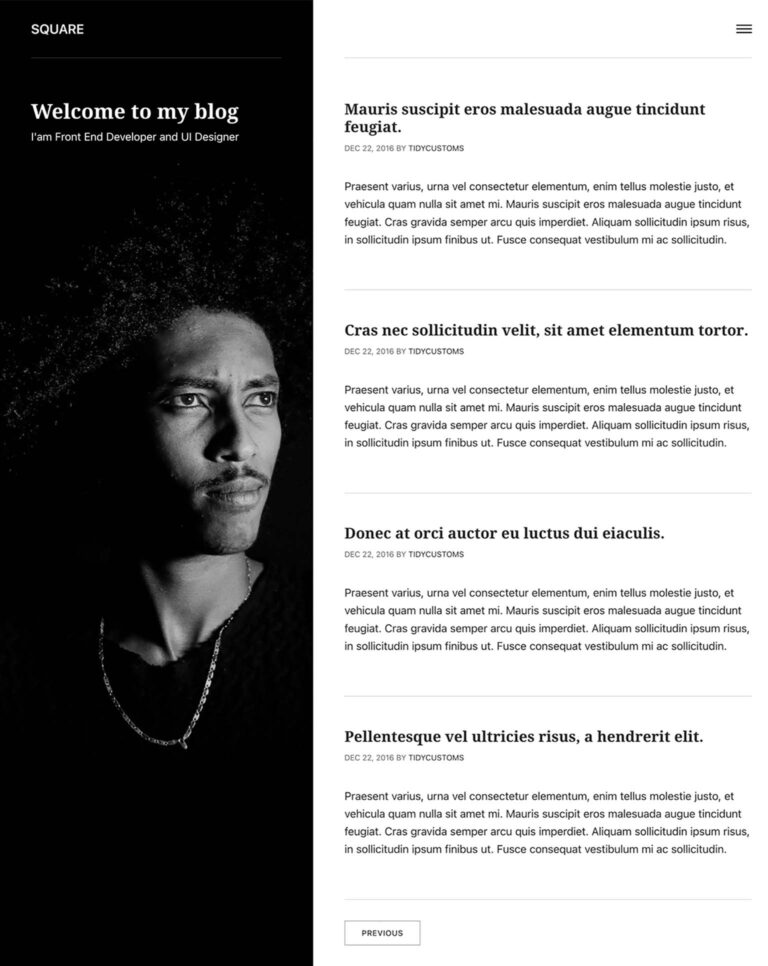 SQUARE
Welcome to my blog
I'am Front End Developer and UI Designer
Mauris suscipit eros malesuada augue tincidunt
feugiat.
DEC 22, 2016 BY TIDYCUSTOMS
Praesent varius, urna vel consectetur elementum, enim tellus molestie justo, et
vehicula quam nulla sit amet mi. Mauris suscipit eros malesuada augue tincidunt
feugiat. Cras gravida semper arcu quis imperdiet. Aliquam sollicitudin ipsum risus,
in sollicitudin ipsum finibus ut. Fusce consequat vestibulum mi ac sollicitudin.
Cras nec sollicitudin velit, sit amet elementum tortor.
DEC 22, 2016 BY TIDYCUSTOMS
Praesent varius, urna vel consectetur elementum, enim tellus molestie justo, et
vehicula quam nulla sit amet mi. Mauris suscipit eros malesuada augue tincidunt
feugiat. Cras gravida semper arcu quis imperdiet. Aliquam sollicitudin ipsum risus,
in sollicitudin ipsum finibus ut. Fusce consequat vestibulum mi ac sollicitudin.
Donec at orci auctor eu luctus dui eiaculis.
DEC 22, 2016 BY TIDYCUSTOMS
Praesent varius, urna vel consectetur elementum, enim tellus molestie justo, et
vehicula quam nulla sit amet mi. Mauris suscipit eros malesuada augue tincidunt
feugiat. Cras gravida semper arcu quis imperdiet. Aliquam sollicitudin ipsum risus,
in sollicitudin ipsum finibus ut. Fusce consequat vestibulum mi ac sollicitudin.
Pellentesque vel ultricies risus, a hendrerit elit.
DEC 22, 2016 BY TIDYCUSTOMS
Praesent varius, urna vel consectetur elementum, enim tellus molestie justo, et
vehicula quam nulla sit amet mi. Mauris suscipit eros malesuada augue tincidunt
feugiat. Cras gravida semper arcu quis imperdiet. Aliquam sollicitudin ipsum risus,
in sollicitudin ipsum finibus ut. Fusce consequat vestibulum mi ac sollicitudin.
PREVIOUS